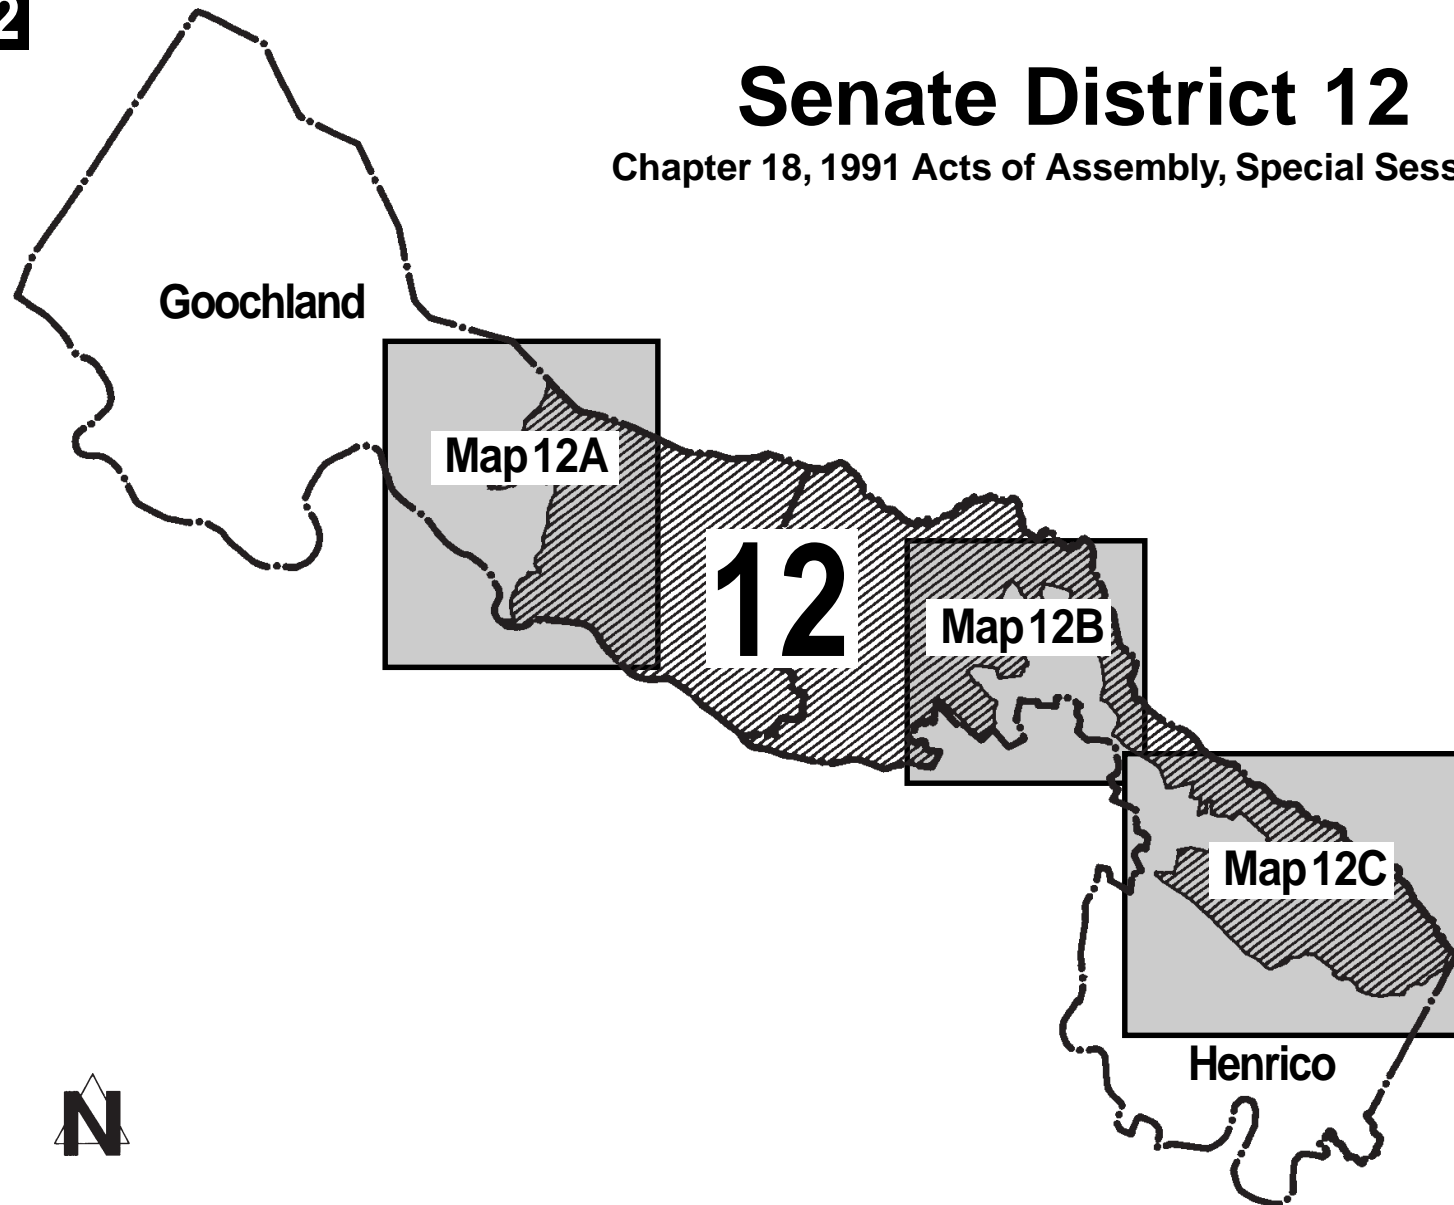 2
Senate District 12
Chapter 18, 1991 Acts of Assembly, Special Sess
Goochland
Map 12A
12
Map 12B
Map 12C
Henrico
N